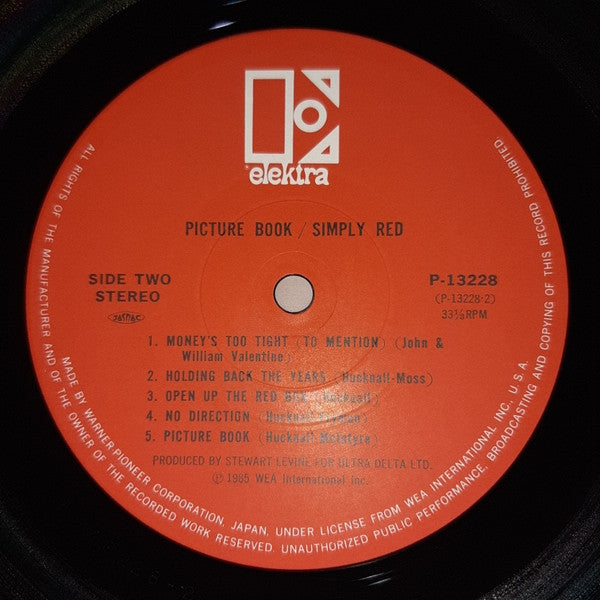 elektra
PICTURE BOOK / SIMPLY RED
SIDE TWO
STEREO
JASRAC
P-13228
(P-13228-2)
33⅓RPM
1. MONEY'S TOO TIGHT (TO MENTION) (John &
William Valentine)
2. HOLDING BACK THE YEARS (Hucknall-Moss)
3. OPEN UP THE RED BOX (Hucknall)
4. NO DIRECTION (Hucknall
5. PICTURE BOOK (Hucknall-McIntyre)
PRODUCED BY STEWART LEVINE FOR ULTRA DELTA LTD.
Ⓟ 1985 WEA International Inc.
ALL RIGHTS OF THE MANUFACTURER AND OF THE OWNER OF THE RECORDED WORK RESERVED. UNAUTHORIZED PUBLIC PERFORMANCE, BROADCASTING AND COPYING OF THIS RECORD PROHIBITED.
MADE BY WARNER-PIONEER CORPORATION, JAPAN, UNDER LICENSE FROM WEA INTERNATIONAL INC. U.S.A.